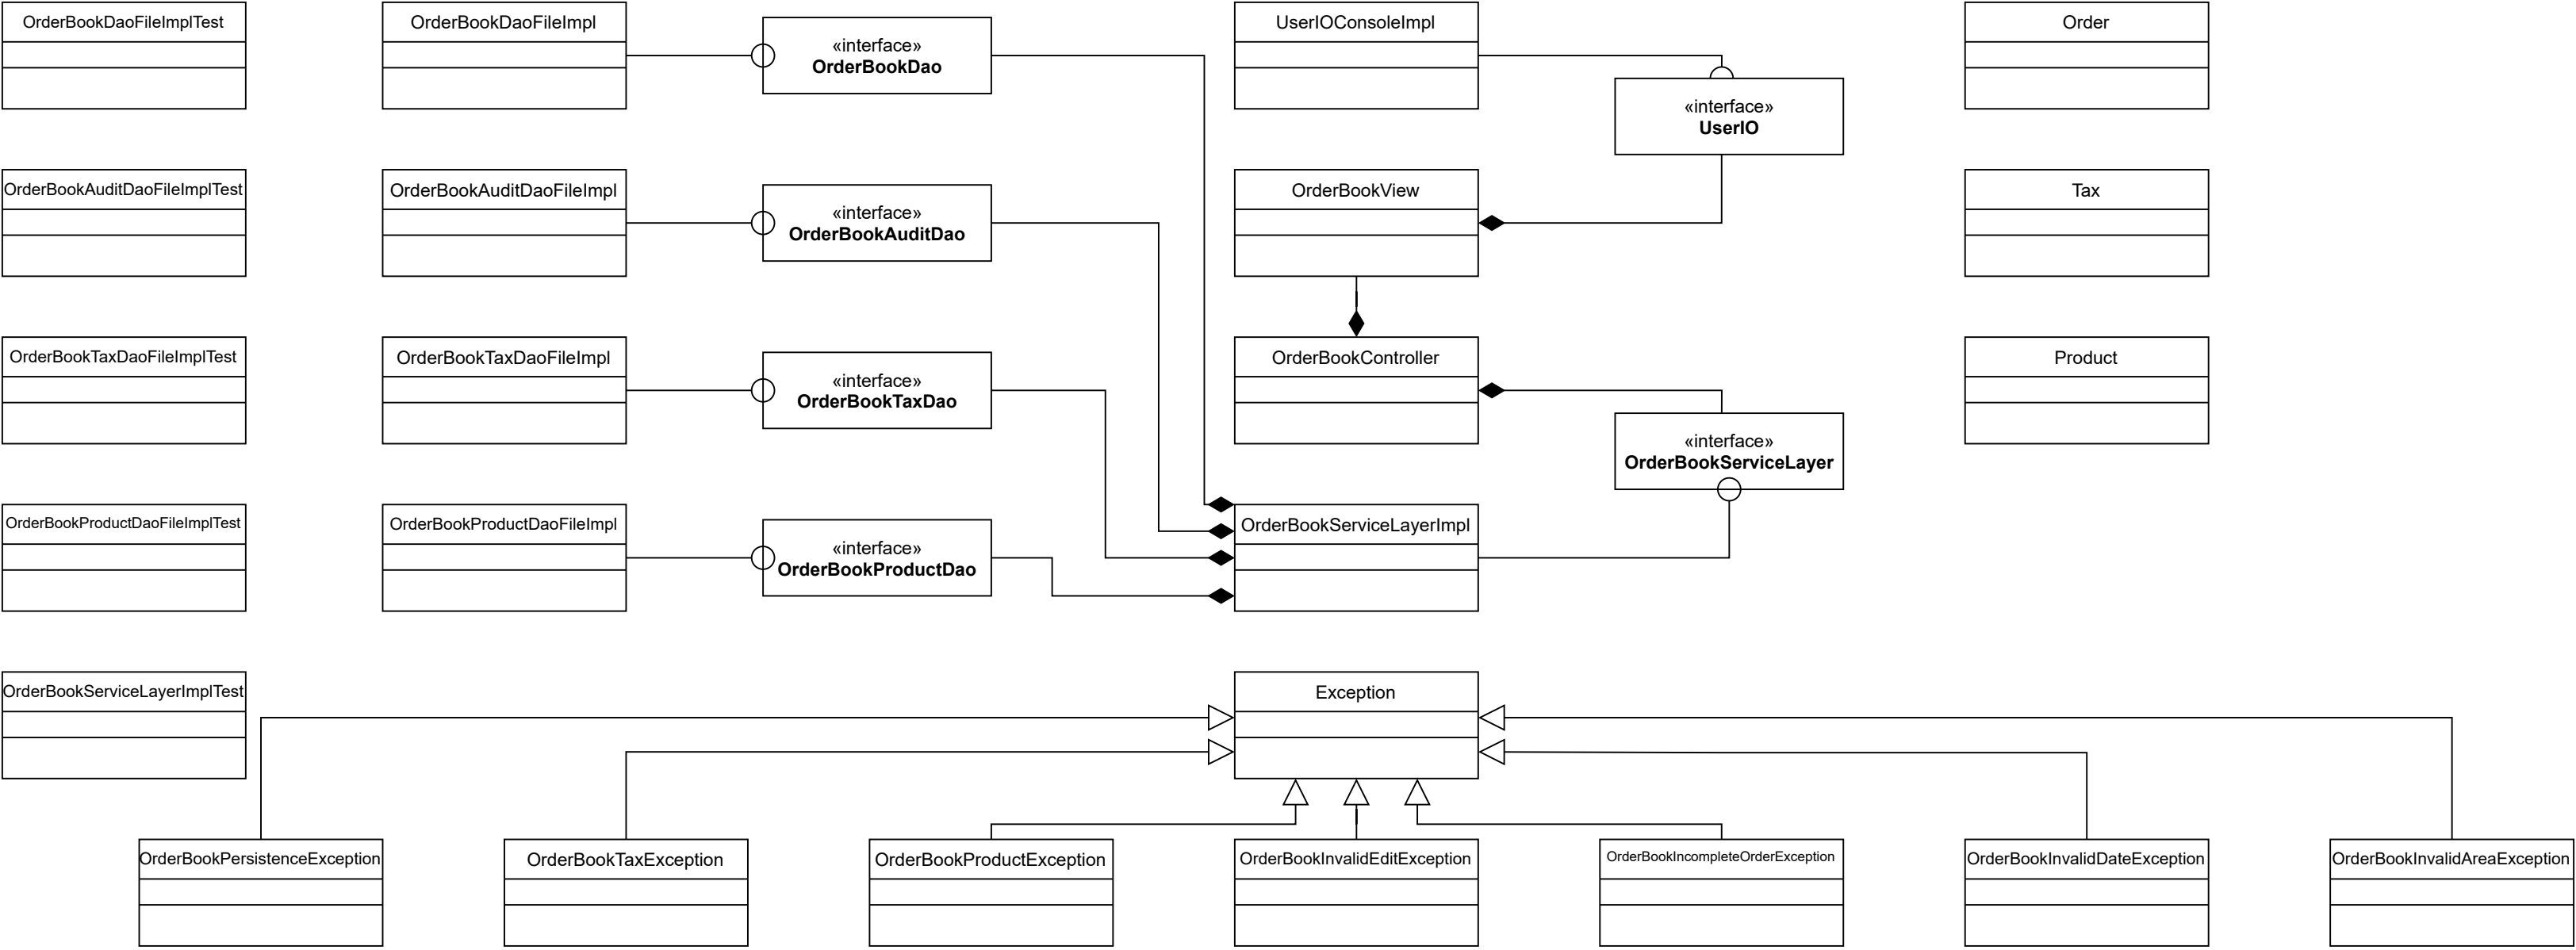 OrderBookDaoFileImplTest
OrderBookDaoFileImpl
«interface»
OrderBookDao
UserIOConsoleImpl
«interface»
UserIO
Order
OrderBookAuditDaoFileImplTest
OrderBookAuditDaoFileImpl
«interface»
OrderBookAuditDao
OrderBookView
Tax
OrderBookTaxDaoFileImplTest
OrderBookTaxDaoFileImpl
«interface»
OrderBookTaxDao
OrderBookController
«interface»
OrderBookServiceLayer
Product
OrderBookProductDaoFileImplTest
OrderBookProductDaoFileImpl
«interface»
OrderBookProductDao
OrderBookServiceLayerImpl
OrderBookServiceLayerImplTest
Exception
OrderBookPersistenceException
OrderBookTaxException
OrderBookProductException
OrderBookInvalidEditException
OrderBookIncompleteOrderException
OrderBookInvalidDateException
OrderBookInvalidAreaException